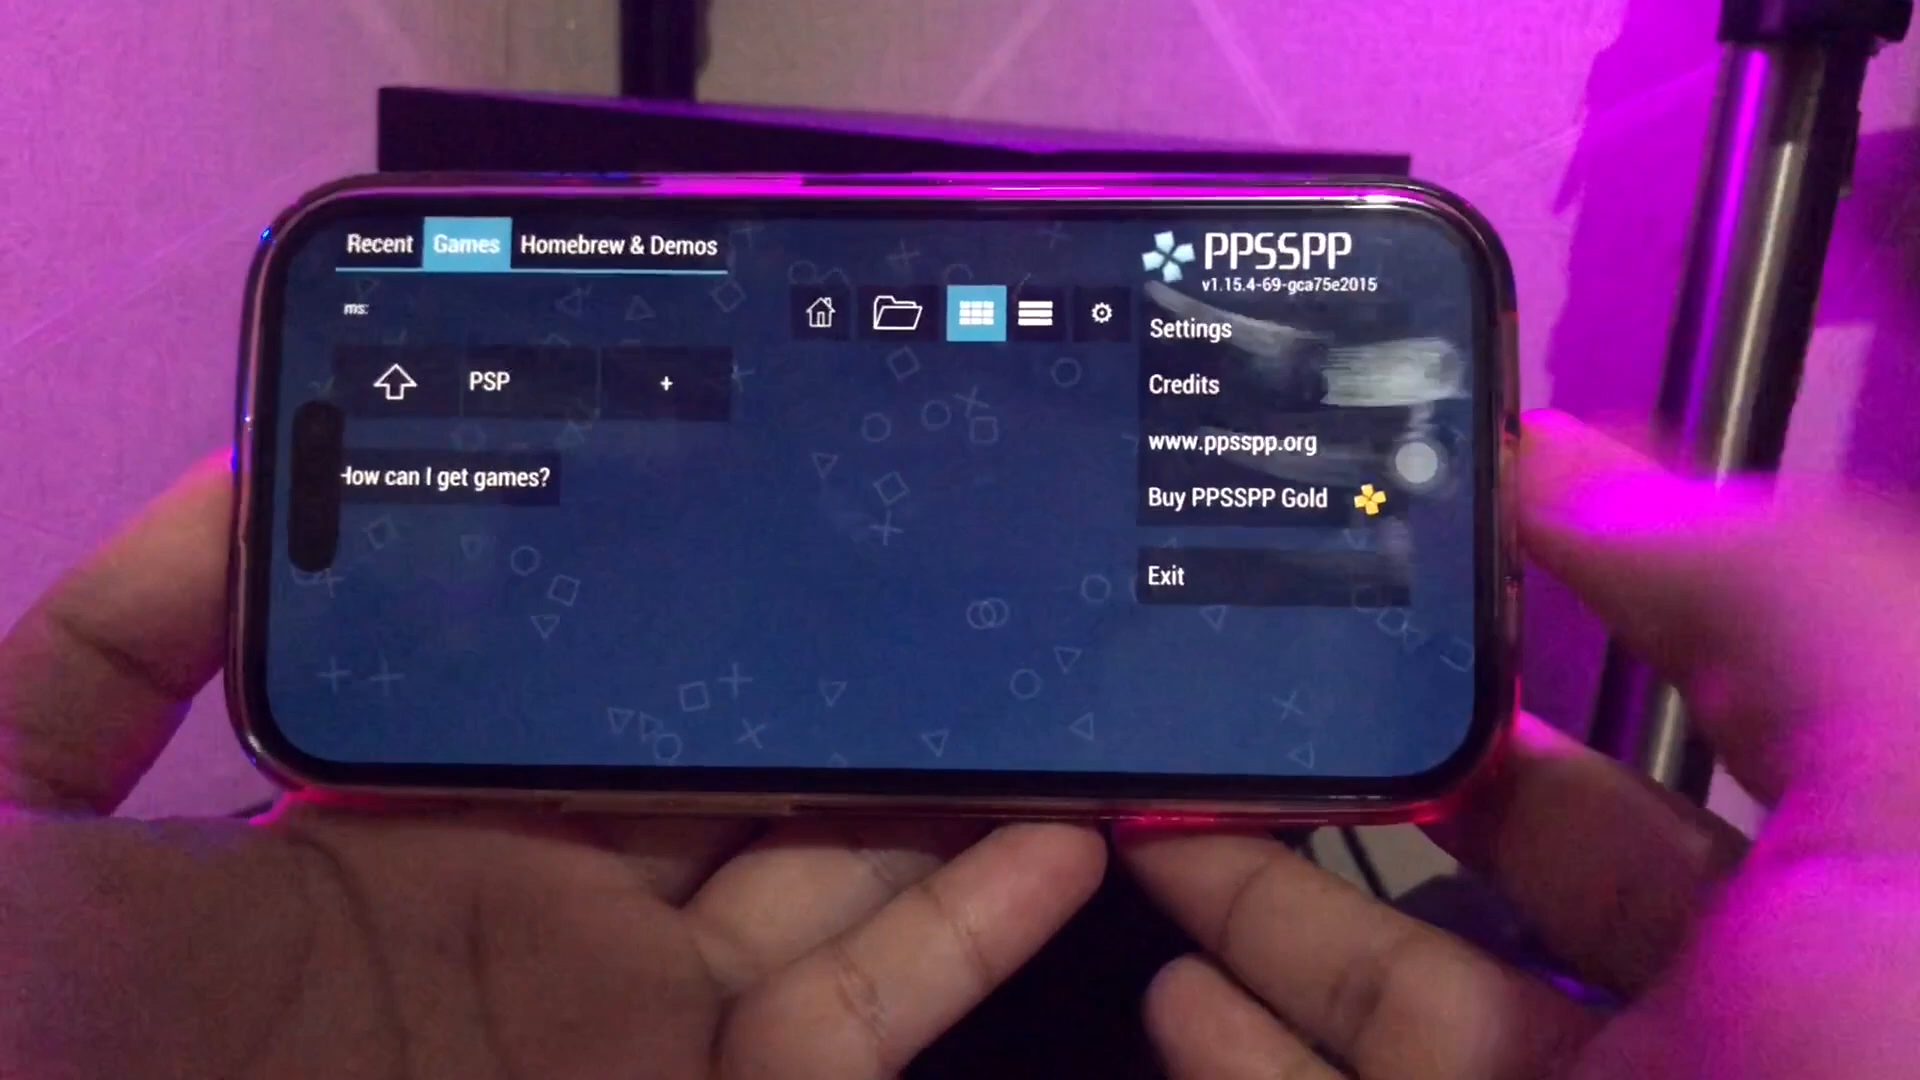 Recent Games Homebrew & Demos
PPSSPP
v1.15.4-69-gca75e2015
ms:
Settings
PSP +
Credits
How can I get games?
www.ppsspp.org
Buy PPSSPP Gold
Exit